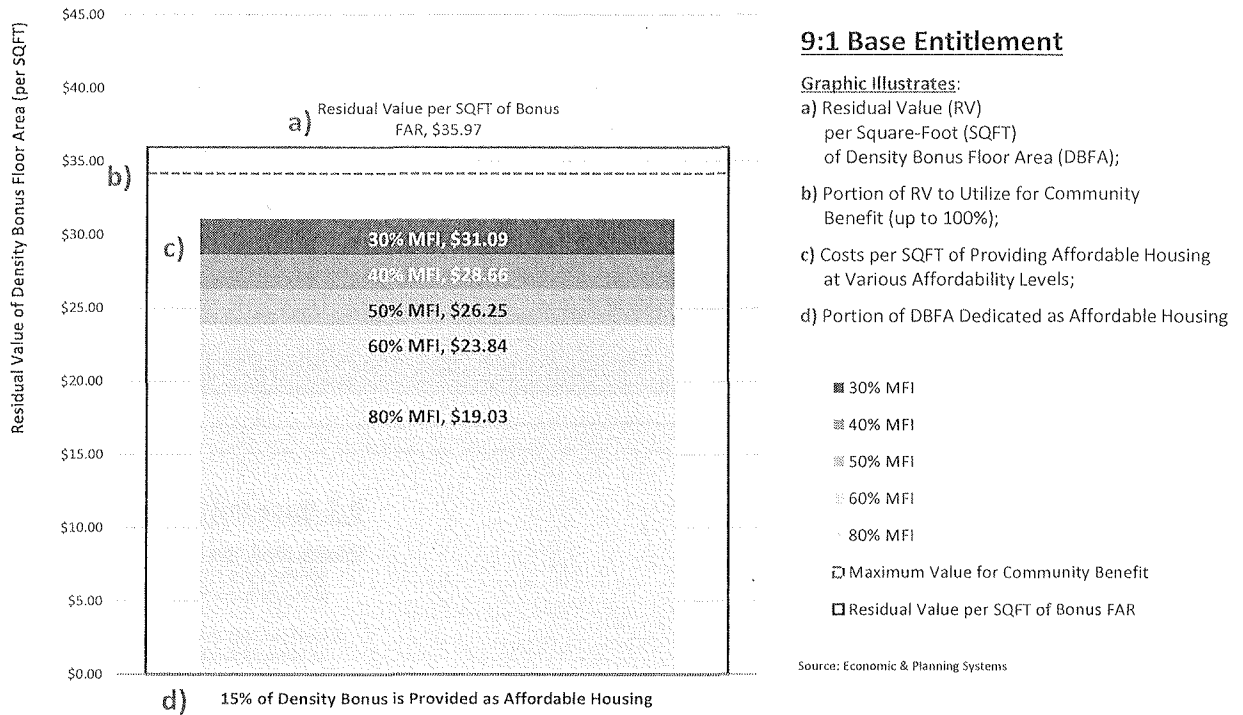 Residual Value of Density Bonus Floor Area (per SQFT)
$45.00
$40.00
$35.00
$30.00
$25.00
$20.00
$15.00
$10.00
$5.00
$0.00
a) Residual Value per SQFT of Bonus
FAR, $35.97
b)
c)
30% MFI, $31.09
40% MFI, $28.66
50% MFI, $26.25
60% MFI, $23.84
80% MFI, $19.03
d) 15% of Density Bonus is Provided as Affordable Housing
9:1 Base Entitlement
Graphic Illustrates:
a) Residual Value (RV)
per Square-Foot (SQFT)
of Density Bonus Floor Area (DBFA);
b) Portion of RV to Utilize for Community
Benefit (up to 100%);
c) Costs per SQFT of Providing Affordable Housing
at Various Affordability Levels;
d) Portion of DBFA Dedicated as Affordable Housing
30% MFI
40% MFI
50% MFI
60% MFI
80% MFI
Maximum Value for Community Benefit
Residual Value per SQFT of Bonus FAR
Source: Economic & Planning Systems